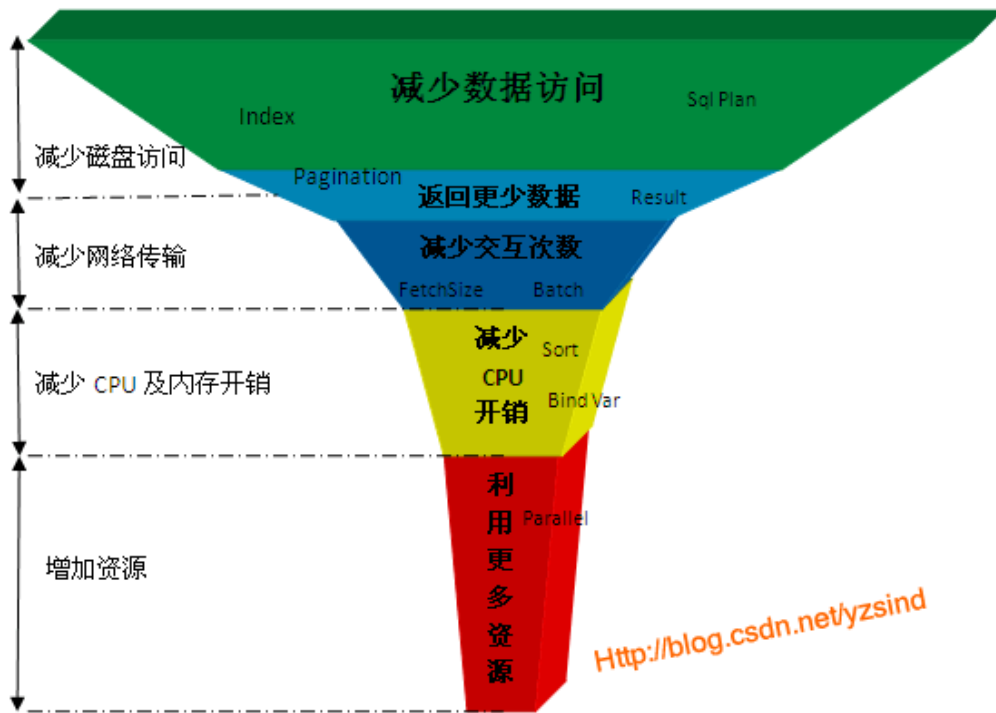 减少数据访问
Sql Plan
Index
减少磁盘访问
Pagination
返回更少数据
Result
减少交互次数
减少网络传输
FetchSize
Batch
减少
Sort
CPU
减少 CPU 及内存开销
开销
Bind Var
利用更多资源
Parallel
增加资源
Http://blog.csdn.net/yzsind